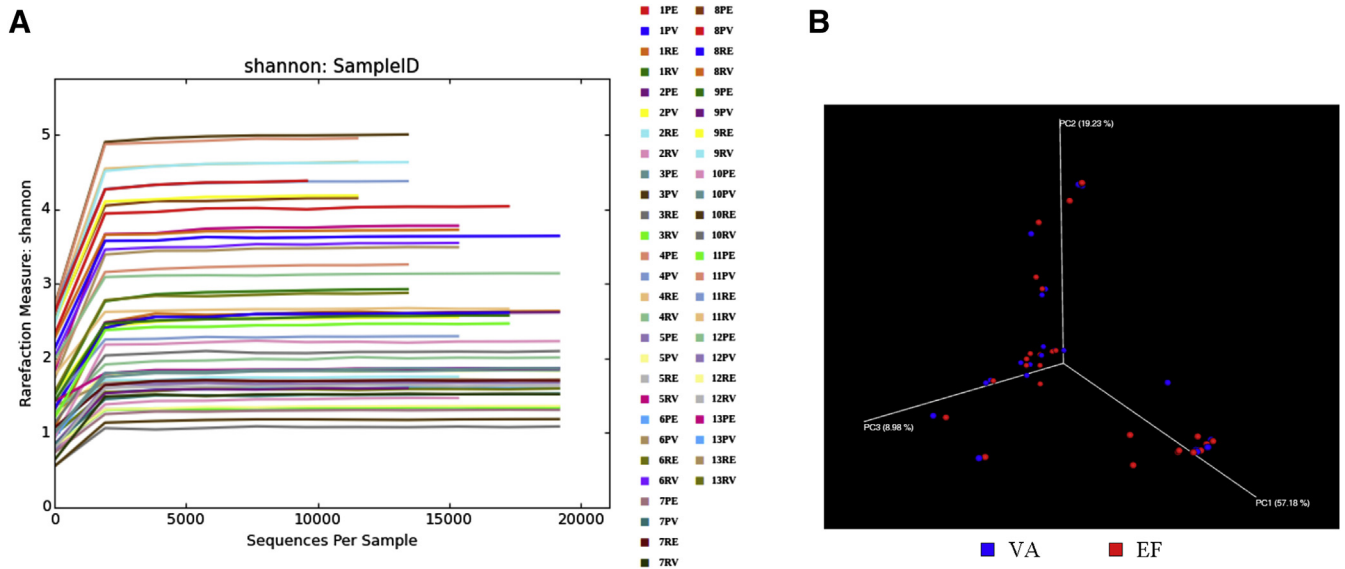 A
shannon: SampleID
Rarefaction Measure: shannon
5
4
3
2
1
0
0 5000 10000 15000 20000
Sequences Per Sample
1PE 8PE
1PV 8PV
1RE 8RE
1RV 8RV
2PE 9PE
2PV 9PV
2RE 9RE
2RV 9RV
3PE 10PE
3PV 10PV
3RE 10RE
3RV 10RV
4PE 11PE
4PV 11PV
4RE 11RE
4RV 11RV
5PE 12PE
5PV 12PV
5RE 12RE
5RV 12RV
6PE 13PE
6PV 13PV
6RE 13RE
6RV 13RV
7PE
7PV
7RE
7RV
B
PC2 (19.23 %)
PC3 (8.98 %)
PC1 (57.18 %)
VA EF